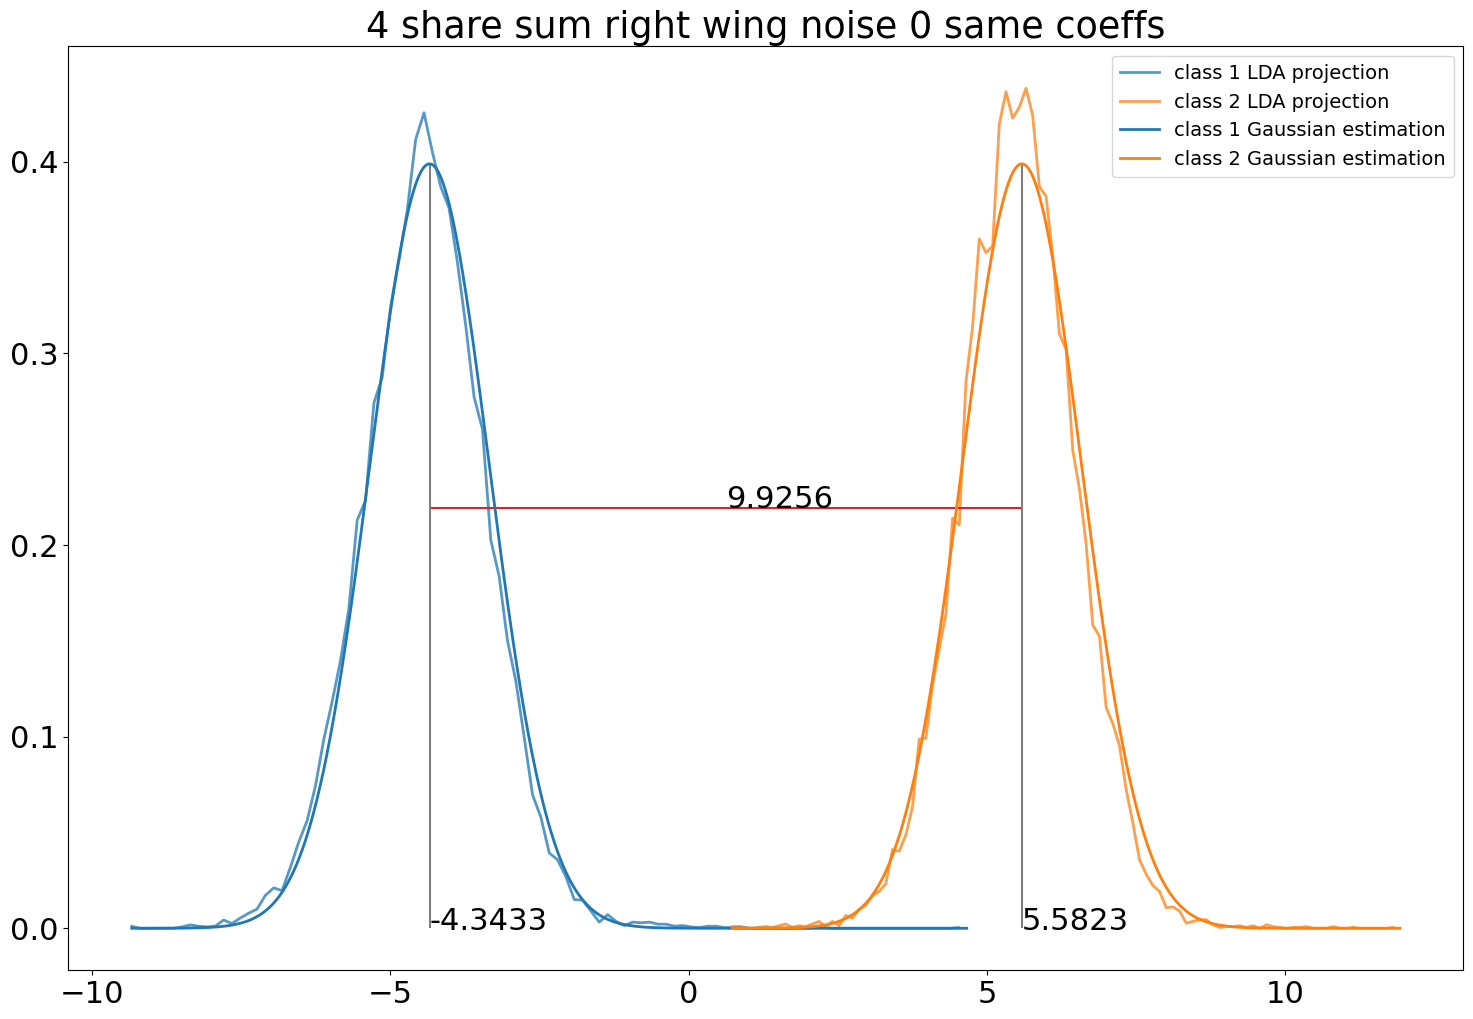 4 share sum right wing noise 0 same coeffs
class 1 LDA projection
class 2 LDA projection
class 1 Gaussian estimation
class 2 Gaussian estimation
0.4
0.3
9.9256
0.2
0.1
0.0
-4.3433
5.5823
−10
−5
0
5
10